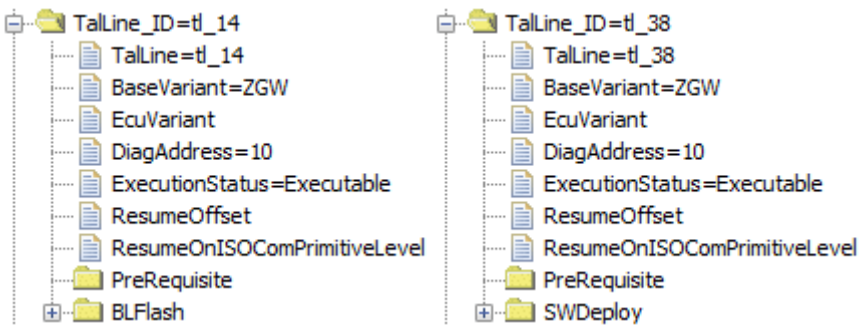 TalLine_ID=tl_14
TalLine=tl_14
BaseVariant=ZGW
EcuVariant
DiagAddress=10
ExecutionStatus=Executable
ResumeOffset
ResumeOnISOComPrimitiveLevel
PreRequisite
BLFlash
TalLine_ID=tl_38
TalLine=tl_38
BaseVariant=ZGW
EcuVariant
DiagAddress=10
ExecutionStatus=Executable
ResumeOffset
ResumeOnISOComPrimitiveLevel
PreRequisite
SWDeploy